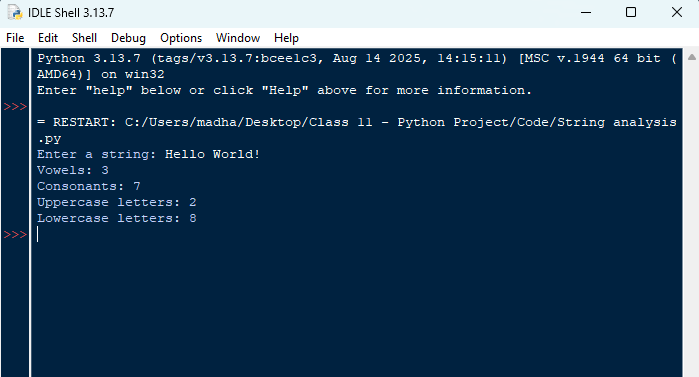 IDLE Shell 3.13.7
File Edit Shell Debug Options Window Help
Python 3.13.7 (tags/v3.13.7:bcee1c3, Aug 14 2025, 14:15:11) [MSC v.1944 64 bit (
AMD64)] on win32
Enter "help" below or click "Help" above for more information.
>>>
= RESTART: C:/Users/madha/Desktop/Class 11 - Python Project/Code/String analysis
.py
Enter a string: Hello World!
Vowels: 3
Consonants: 7
Uppercase letters: 2
Lowercase letters: 8
>>>